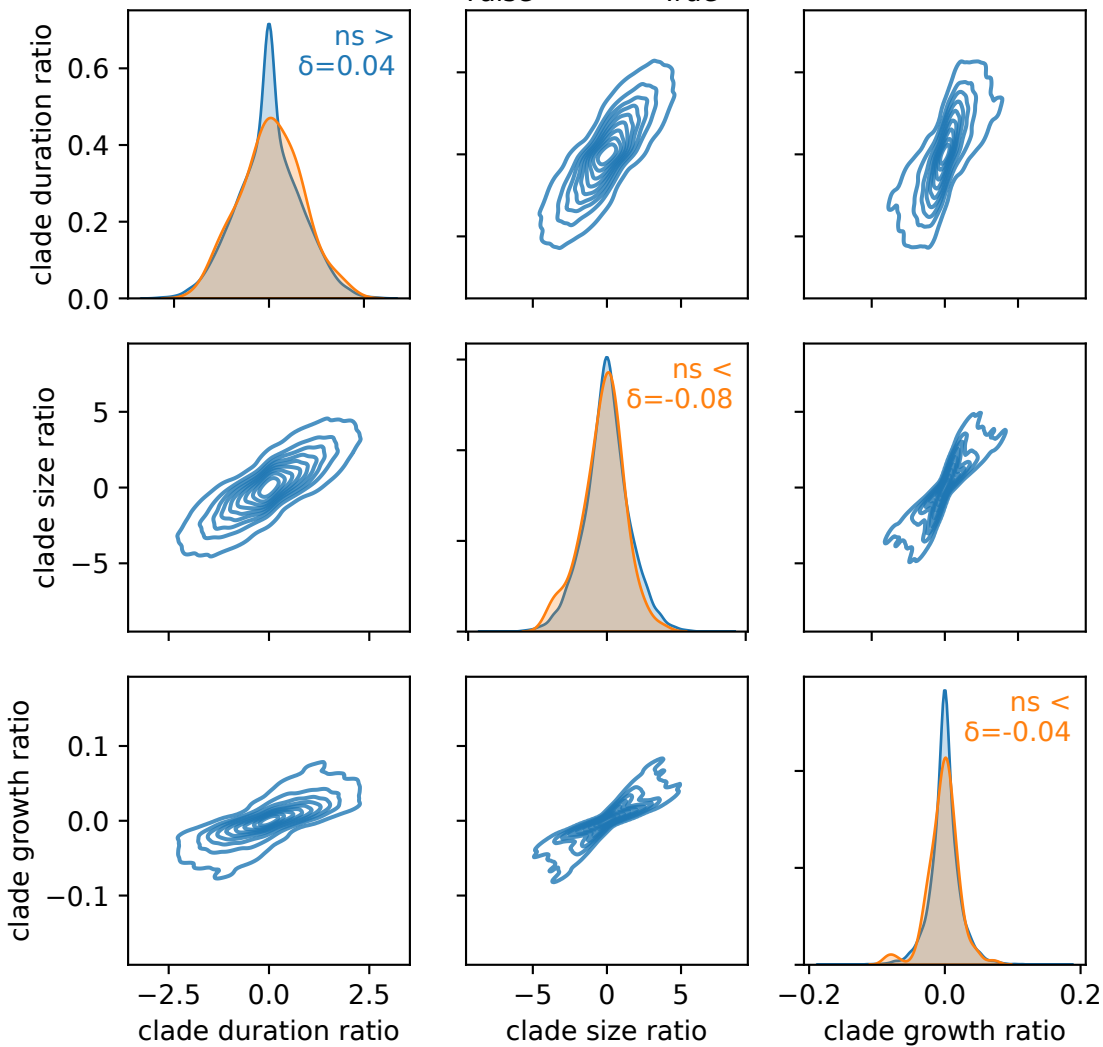 clade duration ratio
0.6
0.4
0.2
0.0
ns >
δ=0.04
clade size ratio
5
0
−5
ns <
δ=-0.08
clade growth ratio
0.1
0.0
−0.1
ns <
δ=-0.04
−2.5 0.0 2.5
−5 0 5
−0.2 0.0 0.2
clade duration ratio
clade size ratio
clade growth ratio